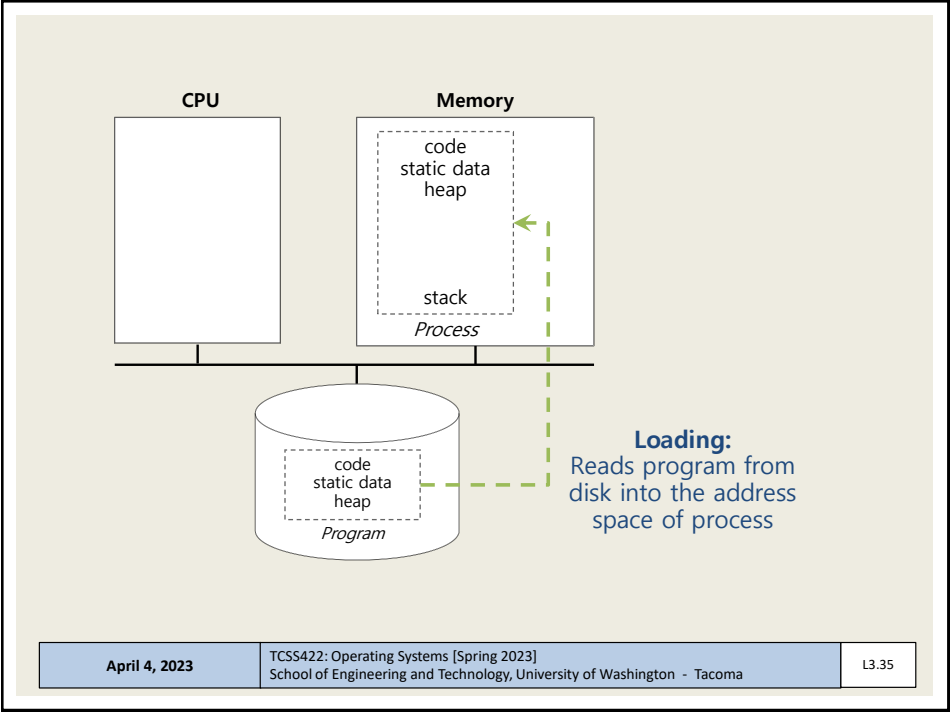 CPU
Memory
code
static data
heap
stack
Process
code
static data
heap
Program
Loading:
Reads program from
disk into the address
space of process
April 4, 2023
TCSS422: Operating Systems [Spring 2023]
School of Engineering and Technology, University of Washington - Tacoma
L3.35